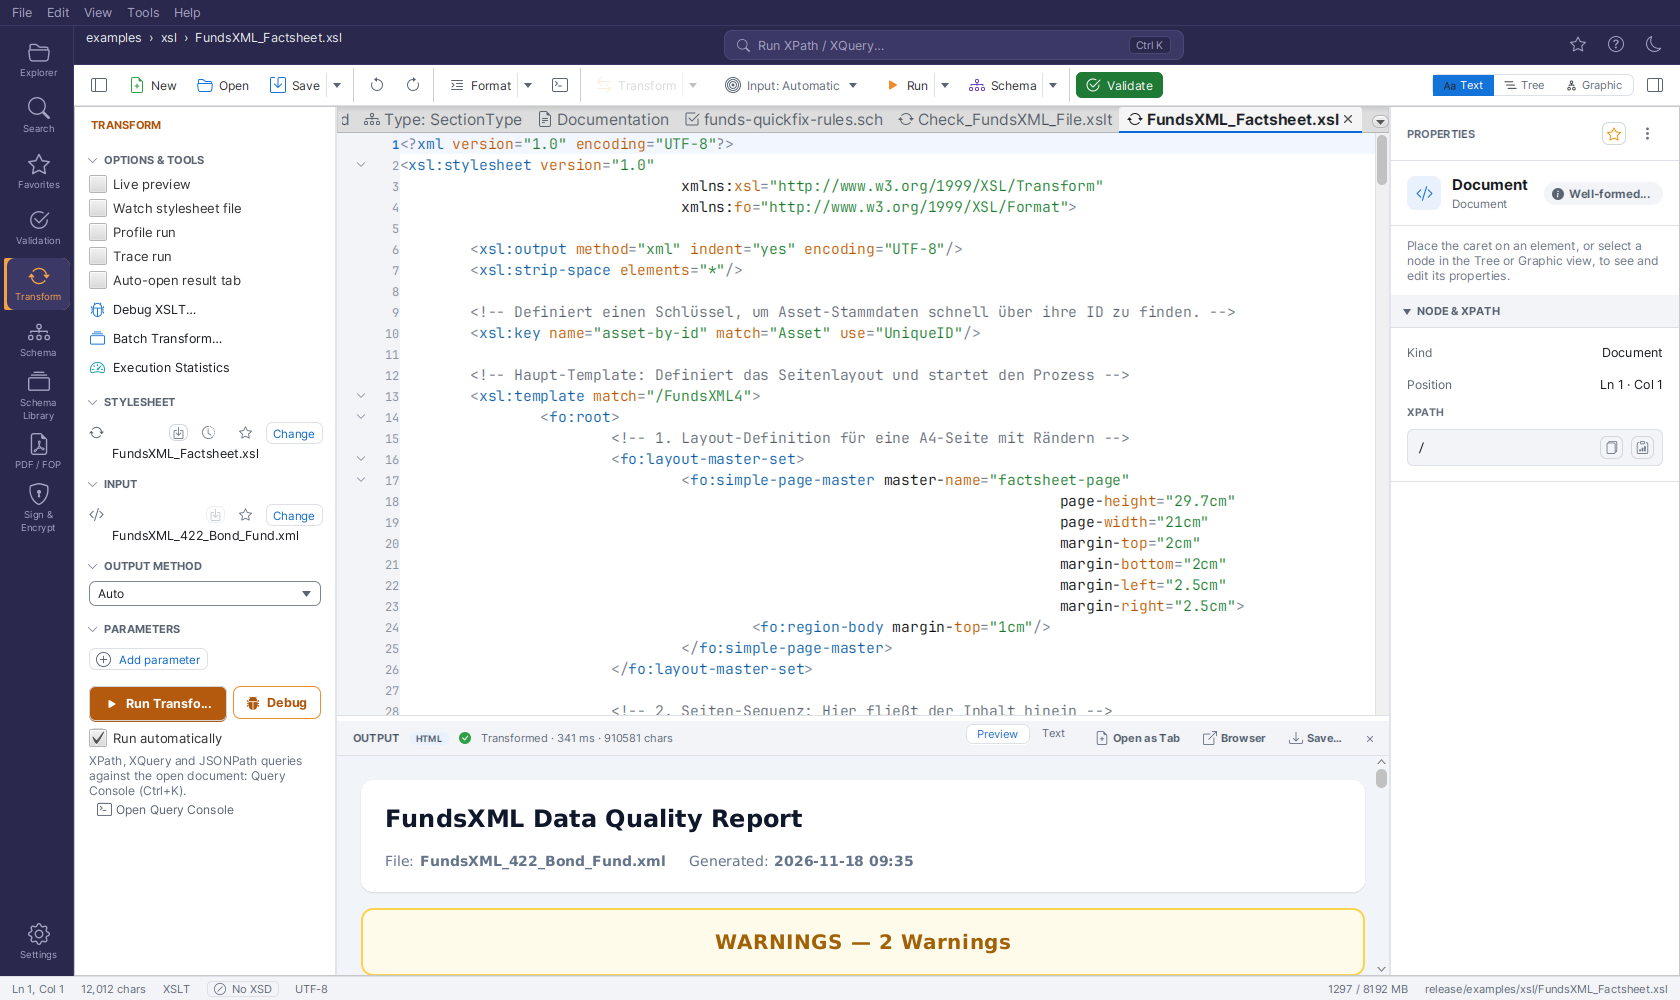 File Edit View Tools Help
examples › xsl › FundsXML_Factsheet.xsl
Run XPath / XQuery... Ctrl K
Explorer
Search
Favorites
Validation
Transform
Schema
Schema Library
PDF / FOP
Sign & Encrypt
Settings
New Open Save Format Transform Input: Automatic Run Schema Validate
Aa Text Tree Graphic
TRANSFORM
OPTIONS & TOOLS
Live preview
Watch stylesheet file
Profile run
Trace run
Auto-open result tab
Debug XSLT...
Batch Transform...
Execution Statistics
STYLESHEET
Change
FundsXML_Factsheet.xsl
INPUT
Change
FundsXML_422_Bond_Fund.xml
OUTPUT METHOD
Auto
PARAMETERS
Add parameter
Run Transfo... Debug
Run automatically
XPath, XQuery and JSONPath queries
against the open document: Query
Console (Ctrl+K).
Open Query Console
d Type: SectionType Documentation funds-quickfix-rules.sch Check_FundsXML_File.xslt FundsXML_Factsheet.xsl
1 <?xml version="1.0" encoding="UTF-8"?>
2 <xsl:stylesheet version="1.0"
3 xmlns:xsl="http://www.w3.org/1999/XSL/Transform"
4 xmlns:fo="http://www.w3.org/1999/XSL/Format">
5
6 <xsl:output method="xml" indent="yes" encoding="UTF-8"/>
7 <xsl:strip-space elements="*"/>
8
9 <!-- Definiert einen Schlüssel, um Asset-Stammdaten schnell über ihre ID zu finden. -->
10 <xsl:key name="asset-by-id" match="Asset" use="UniqueID"/>
11
12 <!-- Haupt-Template: Definiert das Seitenlayout und startet den Prozess -->
13 <xsl:template match="/FundsXML4">
14 <fo:root>
15 <!-- 1. Layout-Definition für eine A4-Seite mit Rändern -->
16 <fo:layout-master-set>
17 <fo:simple-page-master master-name="factsheet-page"
18 page-height="29.7cm"
19 page-width="21cm"
20 margin-top="2cm"
21 margin-bottom="2cm"
22 margin-left="2.5cm"
23 margin-right="2.5cm">
24 <fo:region-body margin-top="1cm"/>
25 </fo:simple-page-master>
26 </fo:layout-master-set>
27
28 <!-- 2. Seiten-Sequenz: Hier fließt der Inhalt hinein -->
OUTPUT HTML Transformed · 341 ms · 910581 chars Preview Text Open as Tab Browser Save...
FundsXML Data Quality Report
File: FundsXML_422_Bond_Fund.xml Generated: 2026-11-18 09:35
WARNINGS — 2 Warnings
PROPERTIES
Document
Document
Well-formed...
Place the caret on an element, or select a
node in the Tree or Graphic view, to see and
edit its properties.
NODE & XPATH
Kind Document
Position Ln 1 · Col 1
XPATH
/
Ln 1, Col 1 12,012 chars XSLT No XSD UTF-8
1297 / 8192 MB release/examples/xsl/FundsXML_Factsheet.xsl